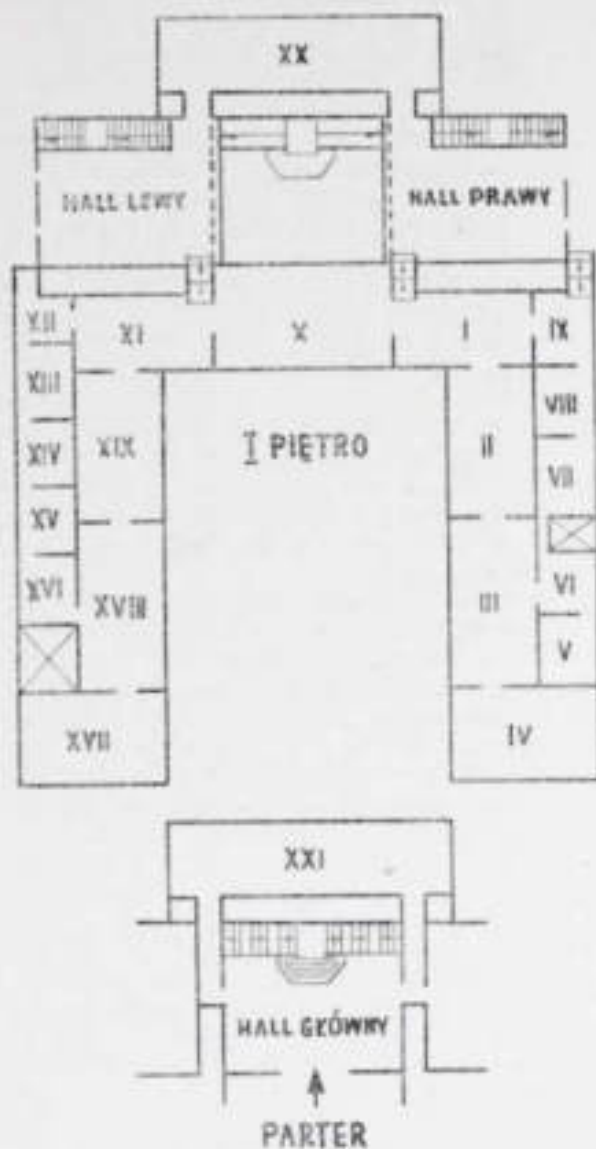 XX
HALL LEWY
HALL PRAWY
XII
XI
X
I
IX
XIII
VIII
XIV
XIX
I PIĘTRO
II
VII
XV
XVI
XVIII
III
VI
V
XVII
IV
XXI
HALL GŁÓWNY
PARTER